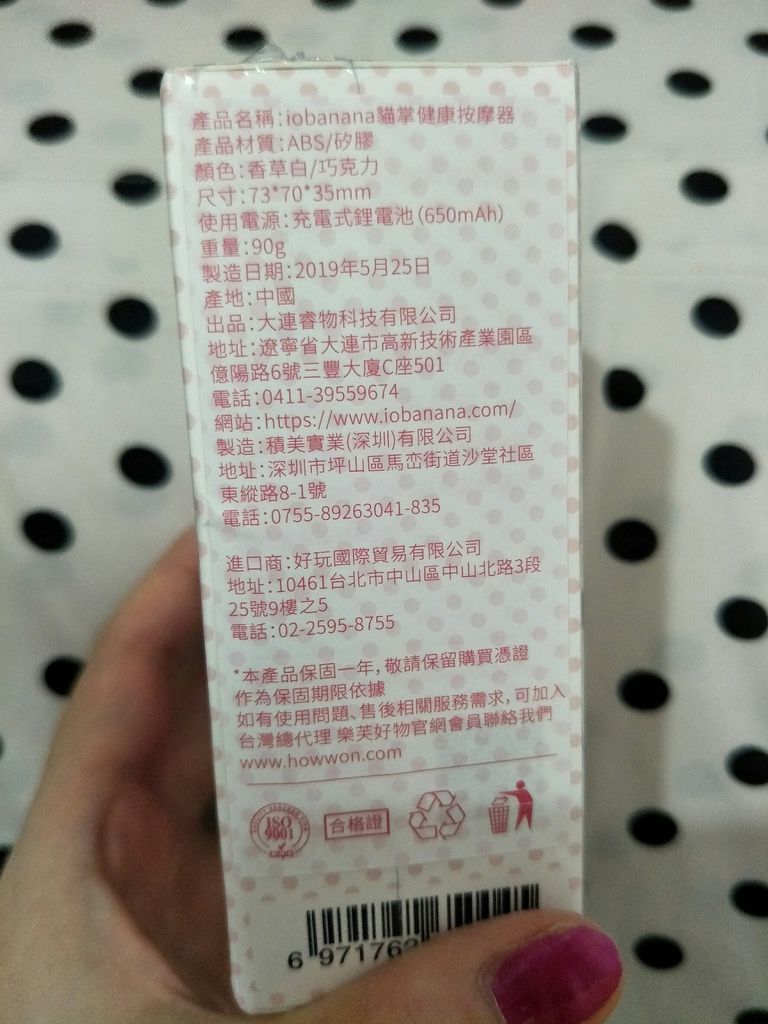 產品名稱：iobanana貓掌健康按摩器
產品材質：ABS/矽膠
顏色：香草白/巧克力
尺寸：73*70*35mm
使用電源：充電式鋰電池（650mAh）
重量：90g
製造日期：2019年5月25日
產地：中國
出品：大連睿物科技有限公司
地址：遼寧省大連市高新技術產業園區
億陽路6號三豐大廈C座501
電話：0411-39559674
網站：https://www.iobanana.com/
製造：積美實業(深圳)有限公司
地址：深圳市坪山區馬巒街道沙堂社區
東縱路8-1號
電話：0755-89263041-835
進口商：好玩國際貿易有限公司
地址：10461台北市中山區中山北路3段
25號9樓之5
電話：02-2595-8755
*本產品保固一年，敬請保留購買憑證
作為保固期限依據
如有使用問題、售後相關服務需求，可加入
台灣總代理 樂芙好物官網會員聯絡我們
www.howwon.com
ISO
9001
合格證
6 971762